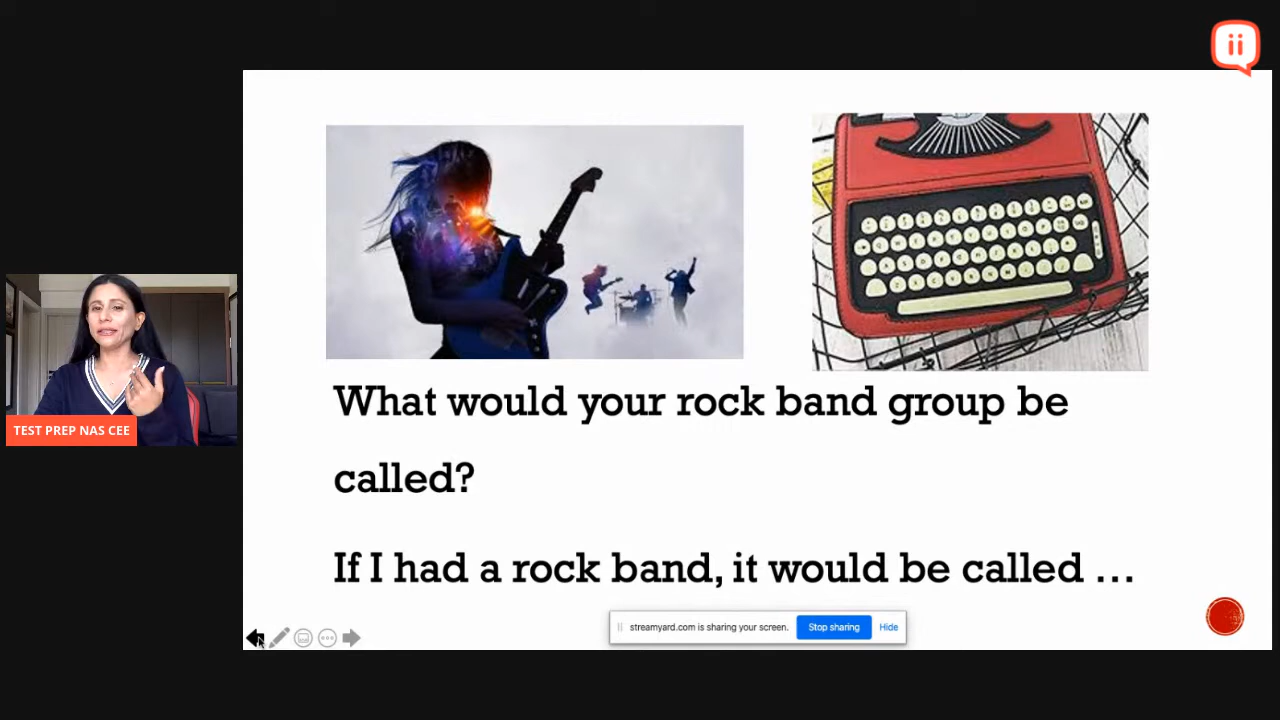 What would your rock band group be
called?
If I had a rock band, it would be called ...
TEST PREP NAS CEE
streamyard.com is sharing your screen.
Stop sharing
Hide